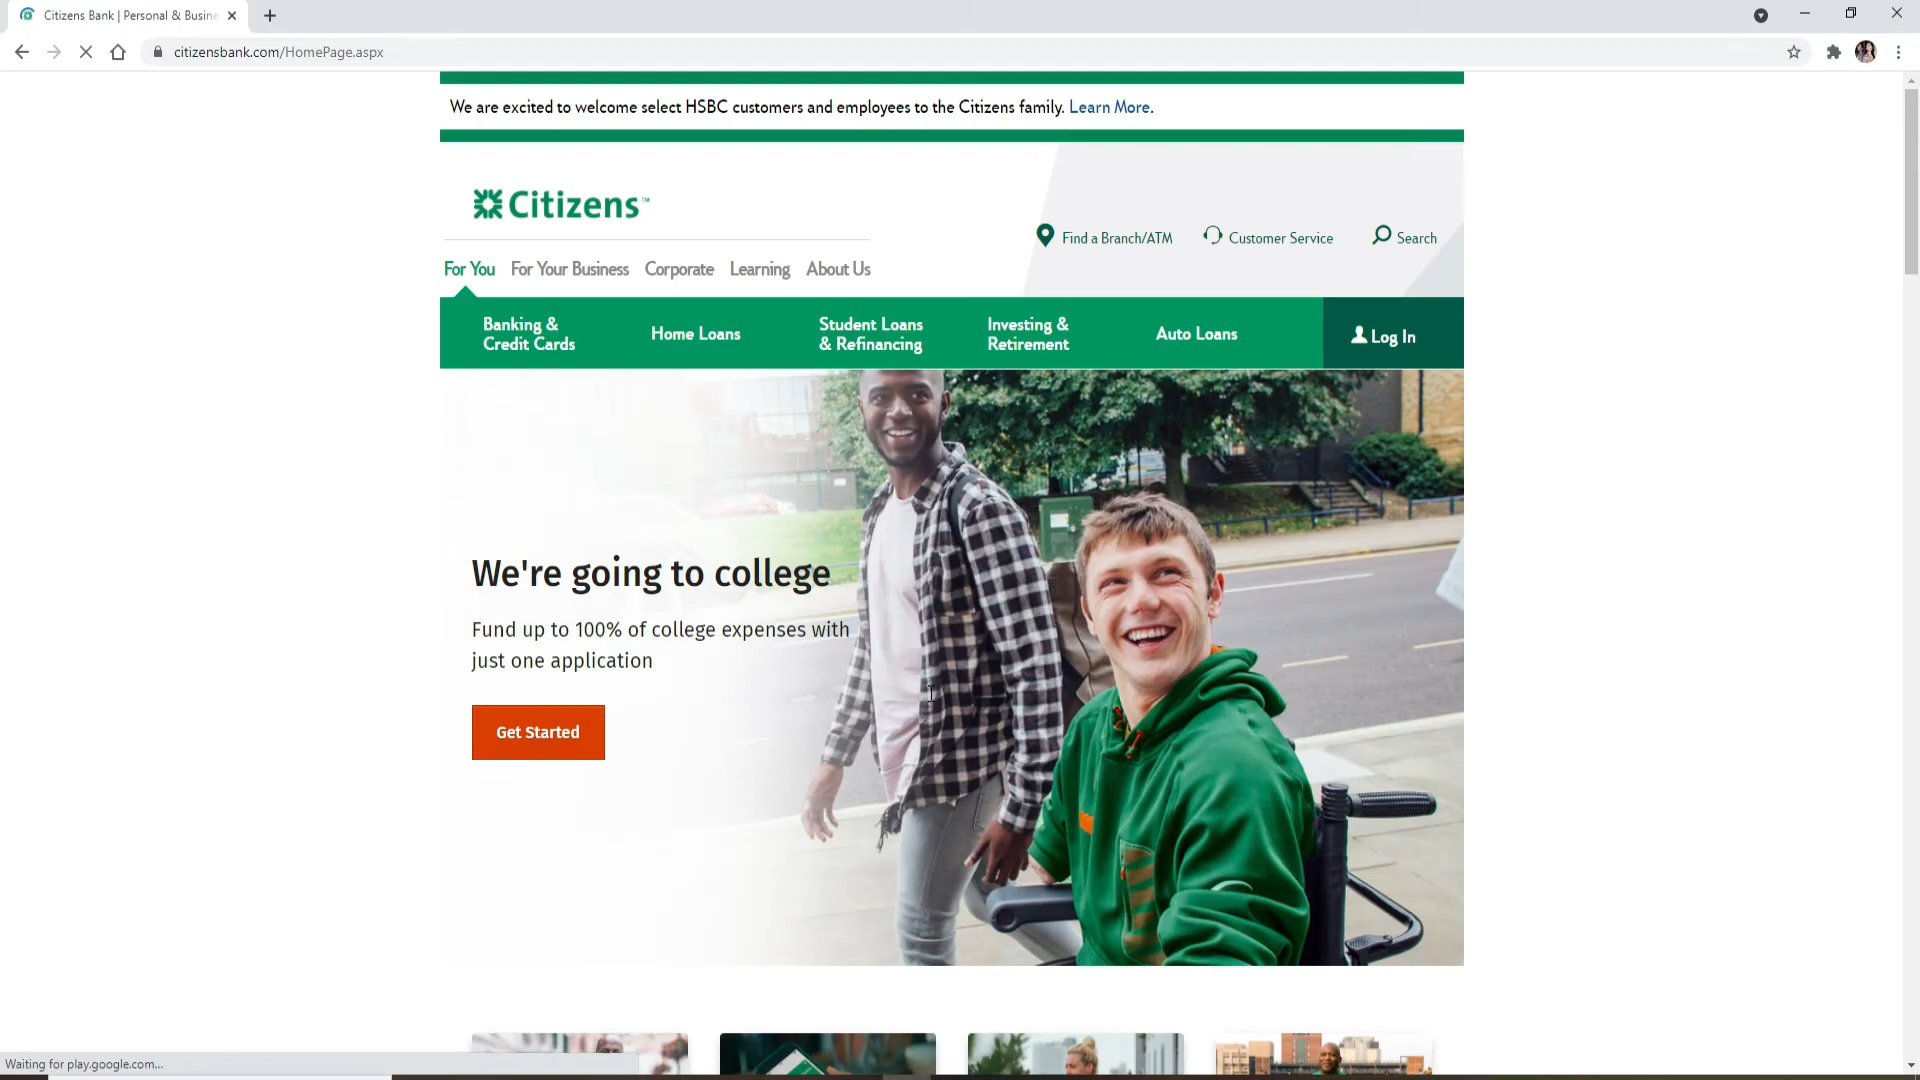 Citizens Bank | Personal & Busine
citizensbank.com/HomePage.aspx
We are excited to welcome select HSBC customers and employees to the Citizens family. Learn More.
Citizens™
Find a Branch/ATM
Customer Service
Search
For You
For Your Business
Corporate
Learning
About Us
Banking &
Credit Cards
Home Loans
Student Loans
& Refinancing
Investing &
Retirement
Auto Loans
Log In
We're going to college
Fund up to 100% of college expenses with
just one application
Get Started
Waiting for play.google.com...